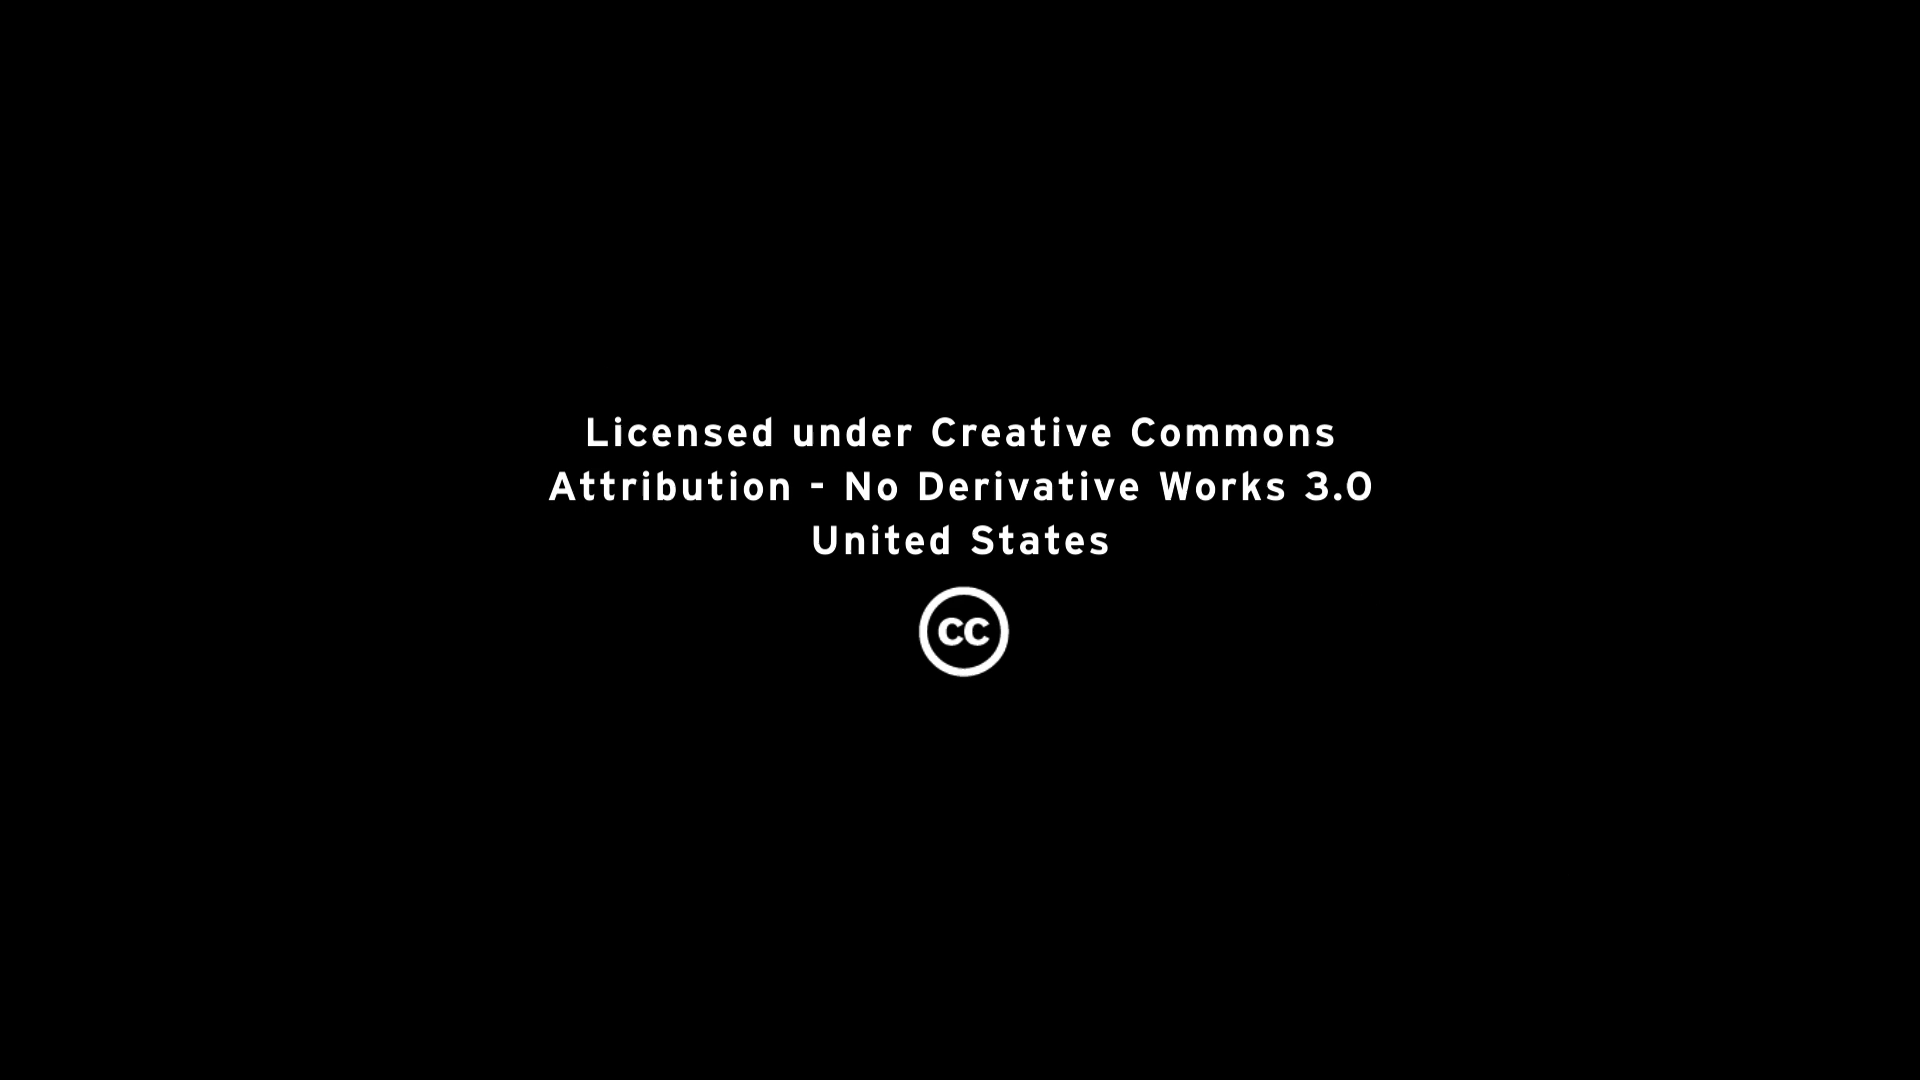 Licensed under Creative Commons
Attribution - No Derivative Works 3.0
United States
cc